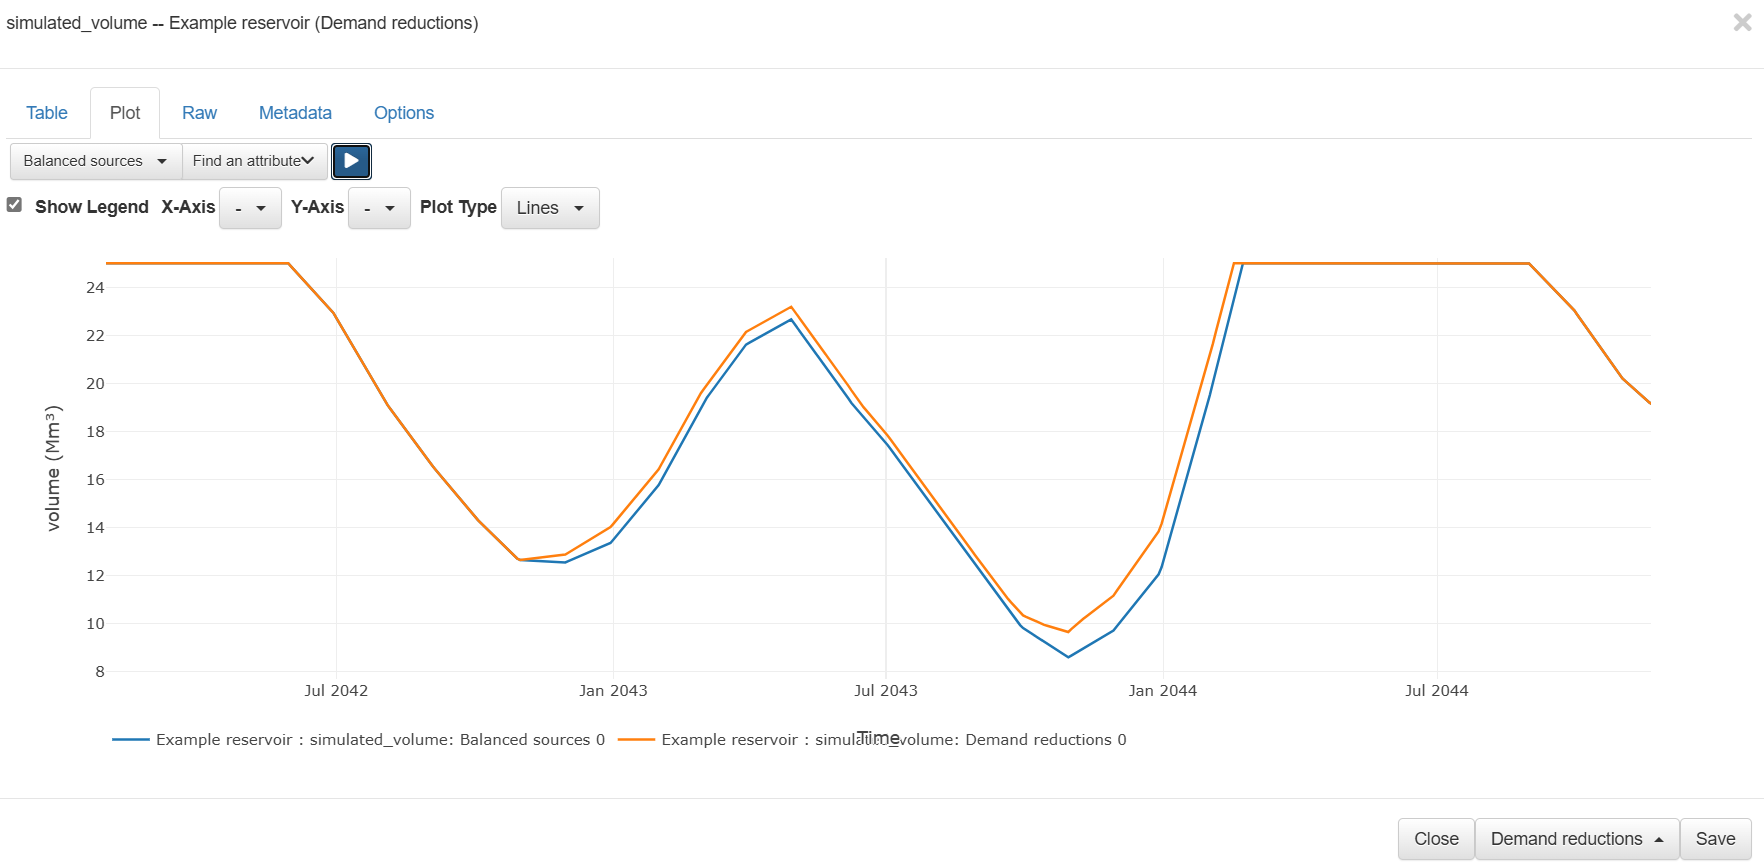 simulated_volume -- Example reservoir (Demand reductions)
×
Table Plot Raw Metadata Options
Balanced sources Find an attribute
Show Legend X-Axis - Y-Axis - Plot Type Lines
24
22
20
18
16
14
12
10
8
volume (Mm³)
Jul 2042 Jan 2043 Jul 2043 Jan 2044 Jul 2044
Time
Example reservoir : simulated_volume: Balanced sources 0 Example reservoir : simulated_volume: Demand reductions 0
Close Demand reductions Save